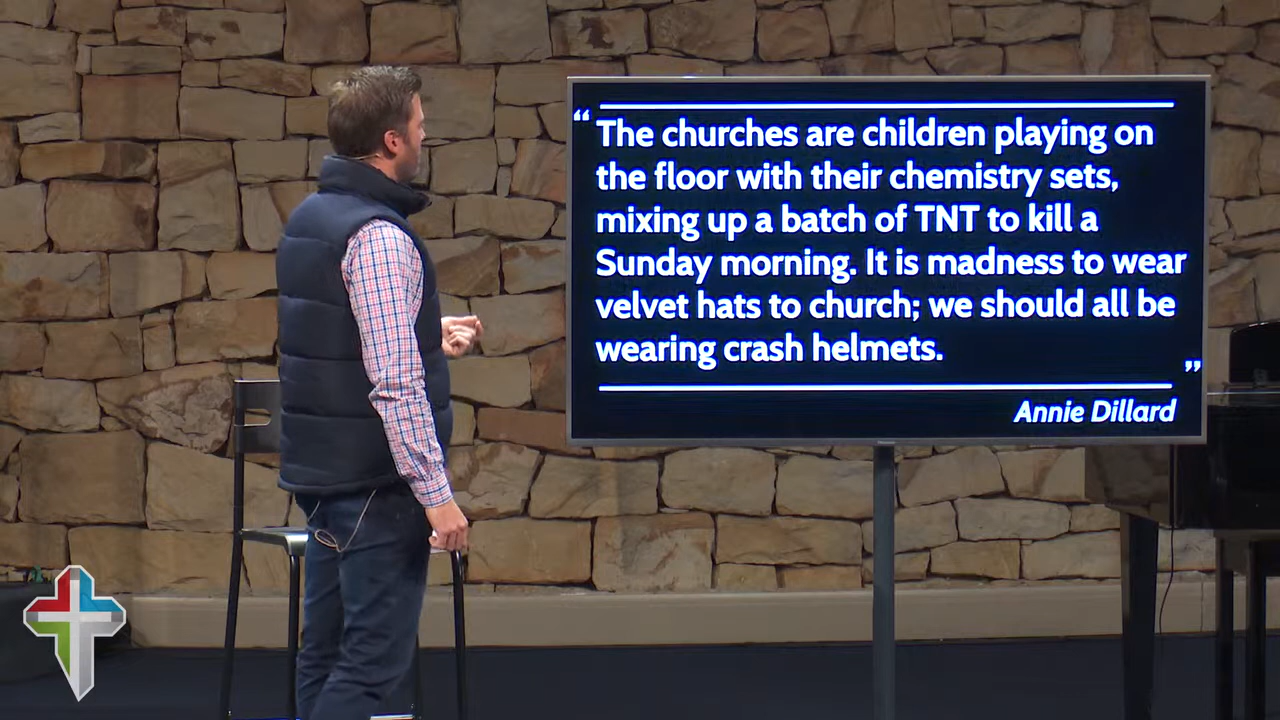 “The churches are children playing on
the floor with their chemistry sets,
mixing up a batch of TNT to kill a
Sunday morning. It is madness to wear
velvet hats to church; we should all be
wearing crash helmets.”
Annie Dillard